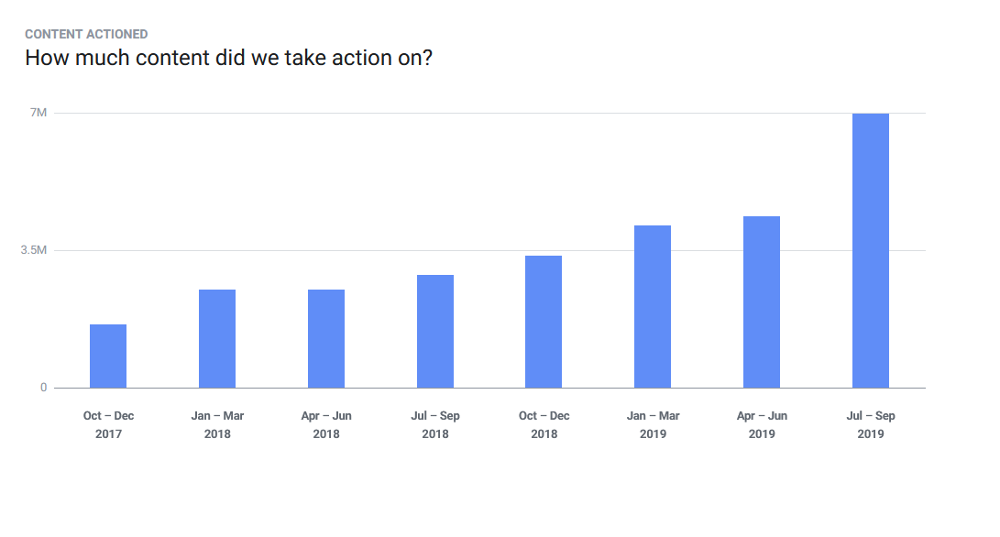 CONTENT ACTIONED
How much content did we take action on?
7M
3.5M
0
Oct – Dec 2017
Jan – Mar 2018
Apr – Jun 2018
Jul – Sep 2018
Oct – Dec 2018
Jan – Mar 2019
Apr – Jun 2019
Jul – Sep 2019